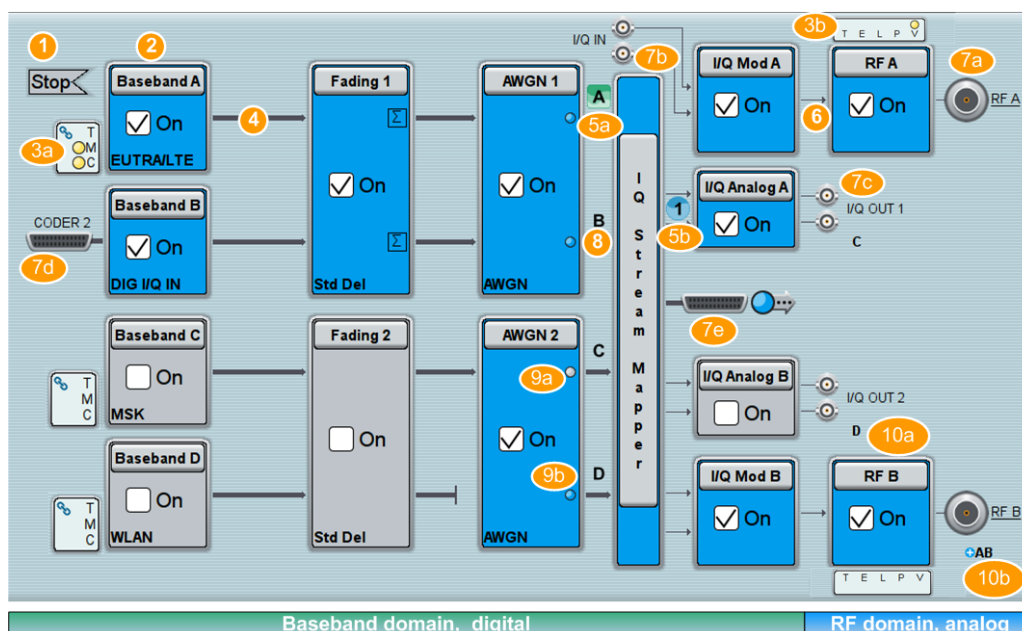 1
2
3b
T E L P V
I/Q IN
7b
7a
Stop
Baseband A
On
EUTRA/LTE
3a
T
M
C
4
Fading 1
Σ
On
Σ
Std Del
AWGN 1
On
AWGN
A
5a
B
8
I/Q Mod A
On
6
RF A
On
RF A
Baseband B
On
DIG I/Q IN
CODER 2
7d
I Q S t r e a m M a p p e r
1
5b
I/Q Analog A
On
7c
I/Q OUT 1
C
7e
Baseband C
On
MSK
T
M
C
Fading 2
On
Std Del
AWGN 2
9a
On
9b
AWGN
C
D
I/Q Analog B
On
I/Q OUT 2
D
10a
Baseband D
On
WLAN
T
M
C
I/Q Mod B
On
RF B
On
RF B
AB
T E L P V
10b
Baseband domain, digital
RF domain, analog